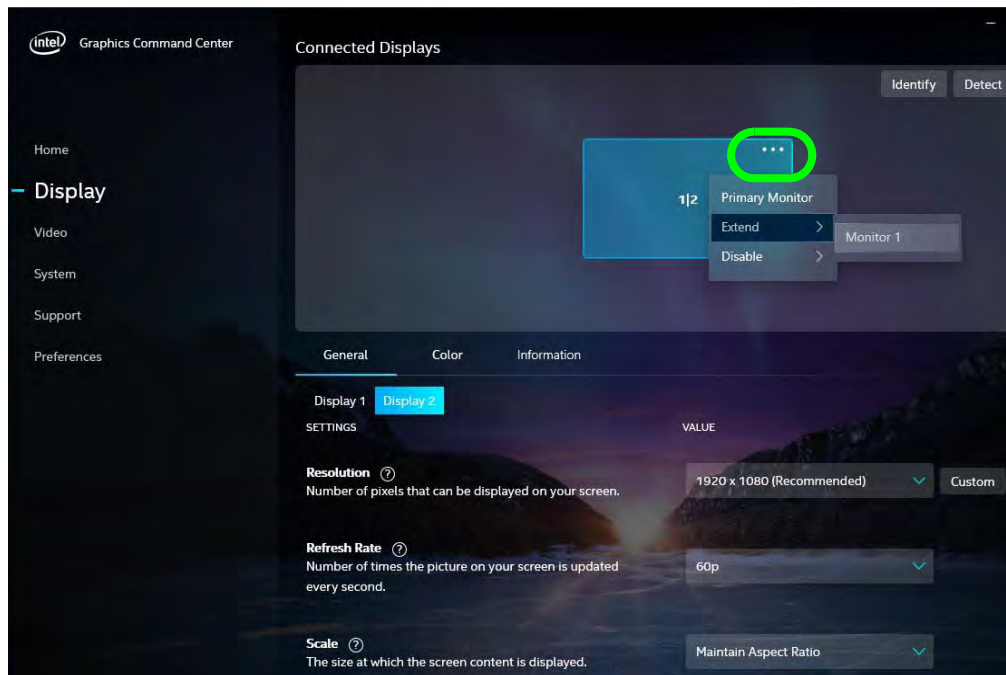 intel Graphics Command Center
Connected Displays
Identify Detect
Home
Display
Video
System
Support
Preferences
1|2
Primary Monitor
Extend
Monitor 1
Disable
General Color Information
Display 1 Display 2
SETTINGS VALUE
Resolution ?
Number of pixels that can be displayed on your screen.
1920 x 1080 (Recommended) Custom
Refresh Rate ?
Number of times the picture on your screen is updated
every second.
60p
Scale ?
The size at which the screen content is displayed.
Maintain Aspect Ratio